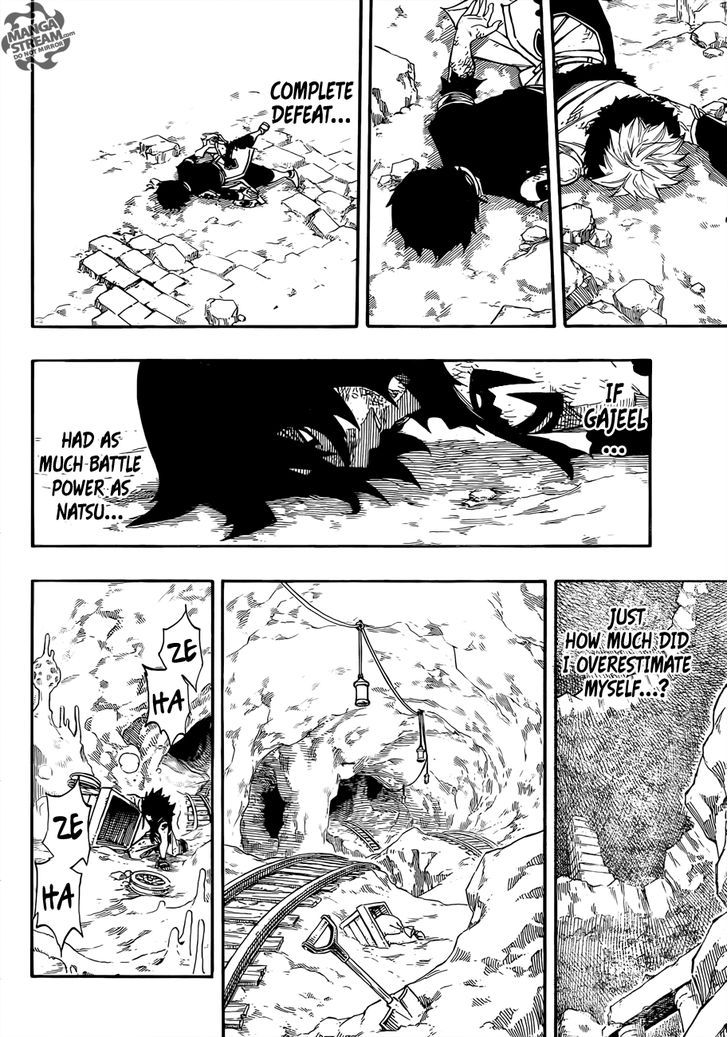 MANGA
STREAM.COM
DO NOT MIRROR
COMPLETE
DEFEAT...
IF
GAJEEL
...
HAD AS
MUCH BATTLE
POWER AS
NATSU...
JUST
HOW MUCH DID
I OVERESTIMATE
MYSELF...?
ZE
HA
ZE
HA